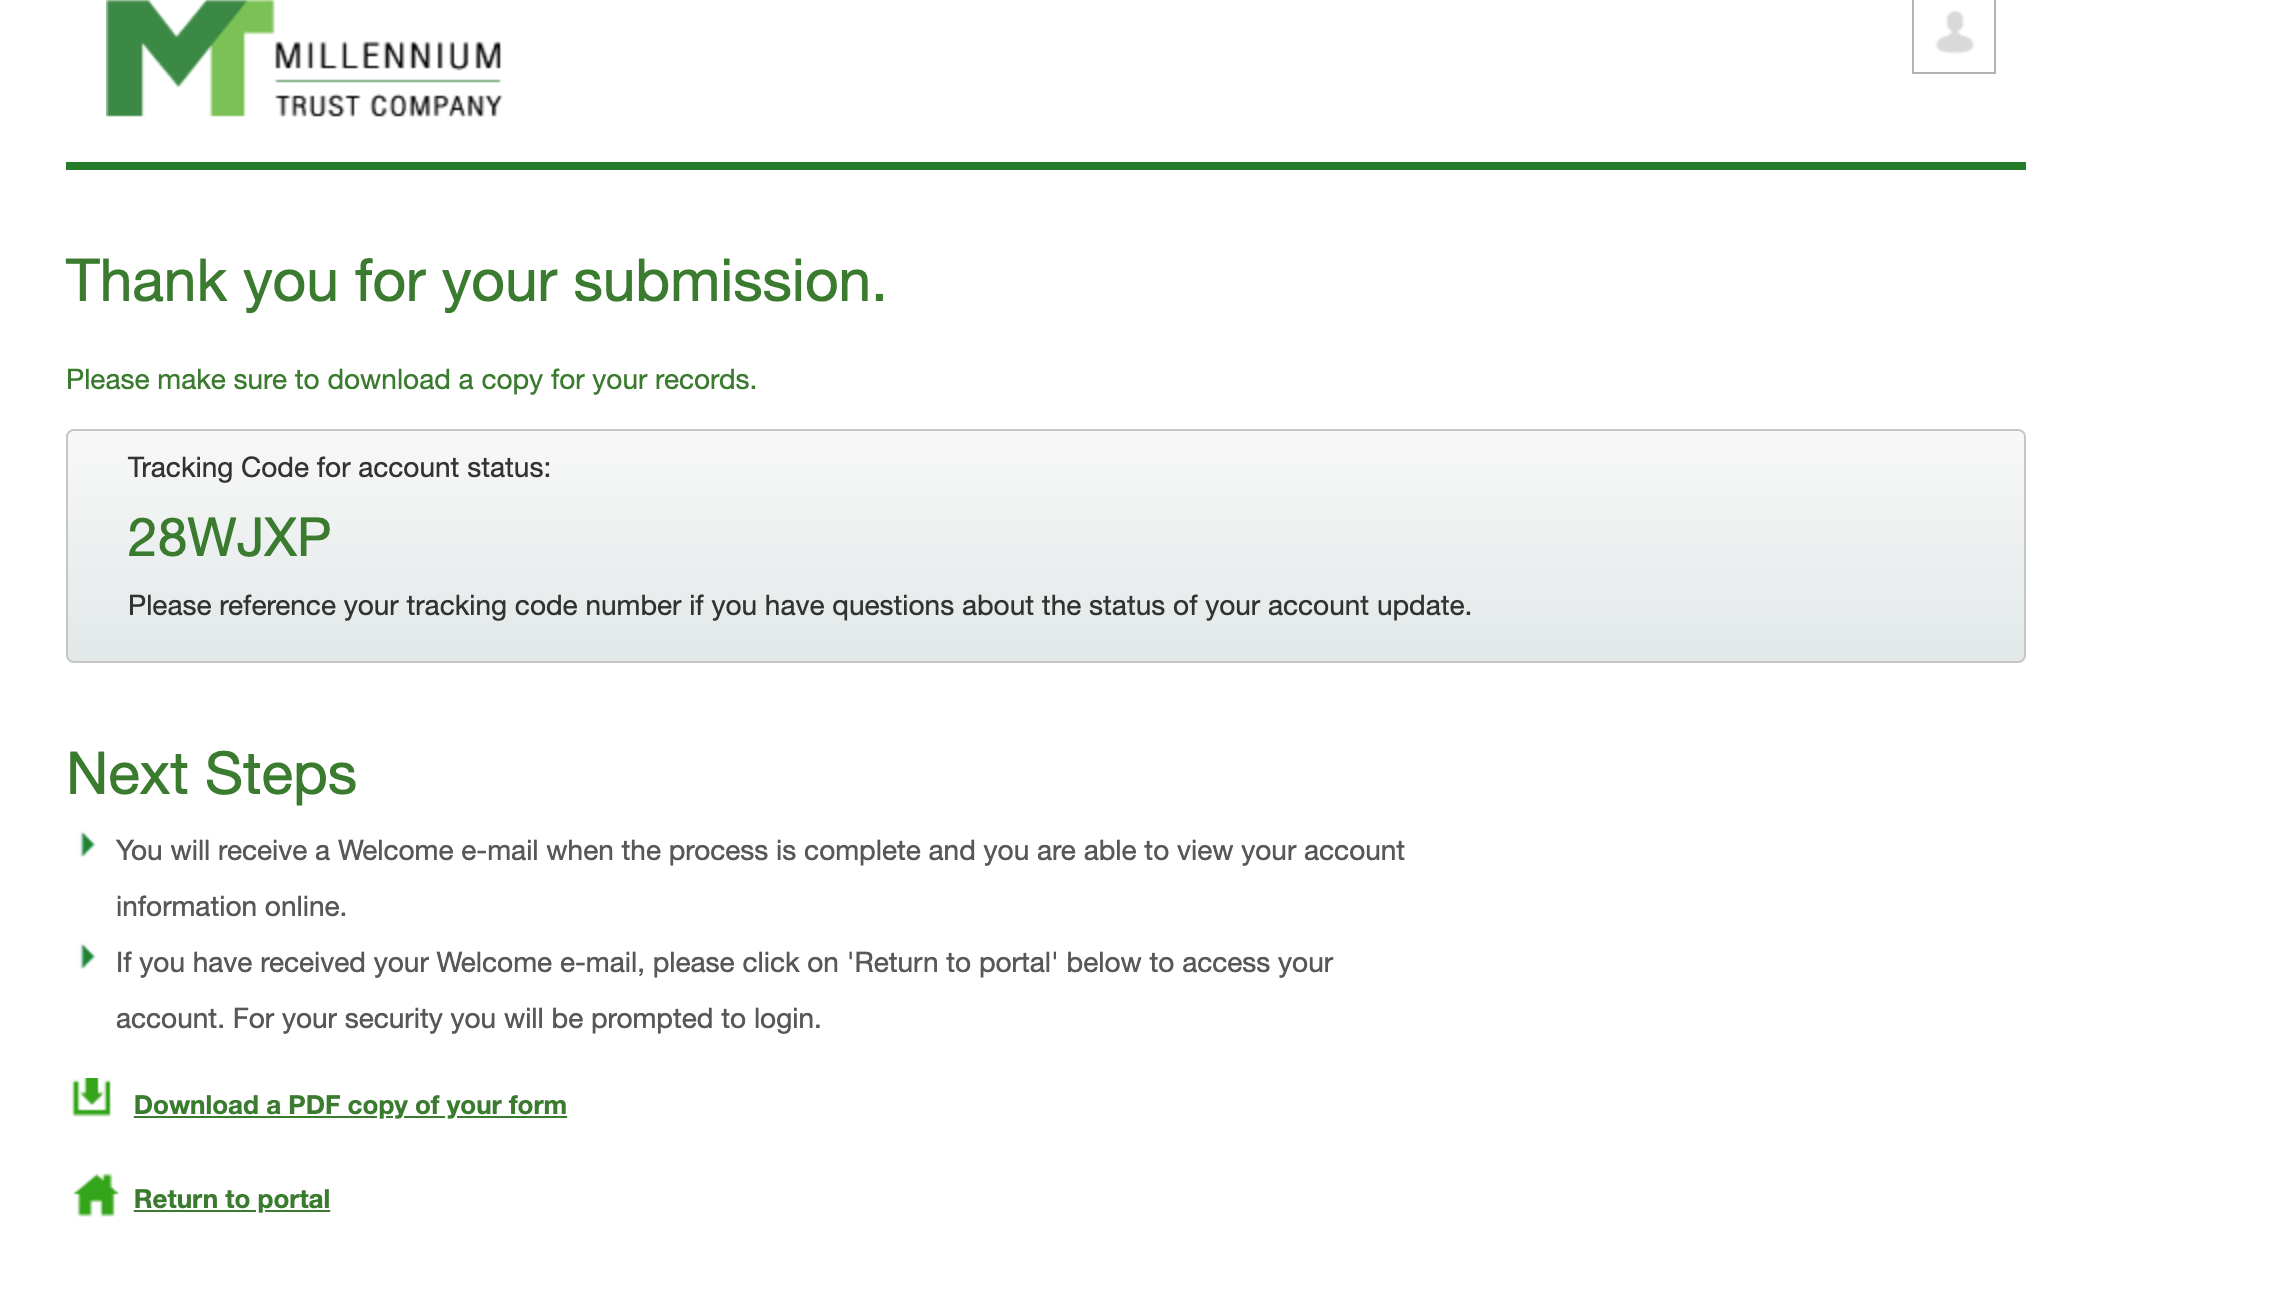 MILLENNIUM
TRUST COMPANY
Thank you for your submission.
Please make sure to download a copy for your records.
Tracking Code for account status:
28WJXP
Please reference your tracking code number if you have questions about the status of your account update.
Next Steps
You will receive a Welcome e-mail when the process is complete and you are able to view your account
information online.
If you have received your Welcome e-mail, please click on 'Return to portal' below to access your
account. For your security you will be prompted to login.
Download a PDF copy of your form
Return to portal